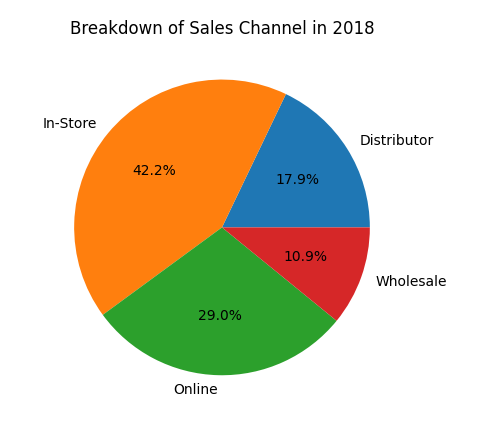 Breakdown of Sales Channel in 2018
In-Store
Distributor
42.2%
17.9%
10.9%
Wholesale
29.0%
Online